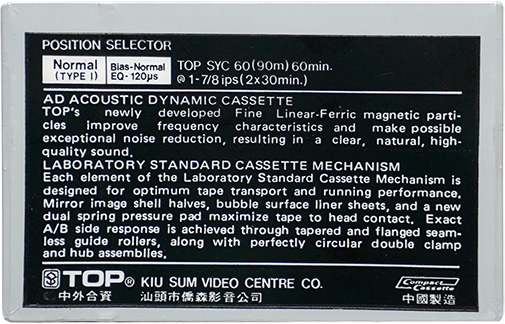 POSITION SELECTOR
Normal (TYPE I) Bias-Normal EQ-120µs TOP SYC 60(90m) 60min. @ 1-7/8 ips (2x30min.)
AD ACOUSTIC DYNAMIC CASSETTE
TOP's newly developed Fine Linear-Ferric magnetic parti-
cles improve frequency characteristics and make possible
exceptional noise reduction, resulting in a clear, natural, high-
quality sound.
LABORATORY STANDARD CASSETTE MECHANISM
Each element of the Laboratory Standard Cassette Mechanism is
designed for optimum tape transport and running performance.
Mirror image shell halves, bubble surface liner sheets, and a new
dual spring pressure pad maximize tape to head contact. Exact
A/B side response is achieved through tapered and flanged seam-
less guide rollers, along with perfectly circular double clamp
and hub assemblies.
TOP® KIU SUM VIDEO CENTRE CO. Compact Cassette
中外合資 汕頭市僑森影音公司 中國製造